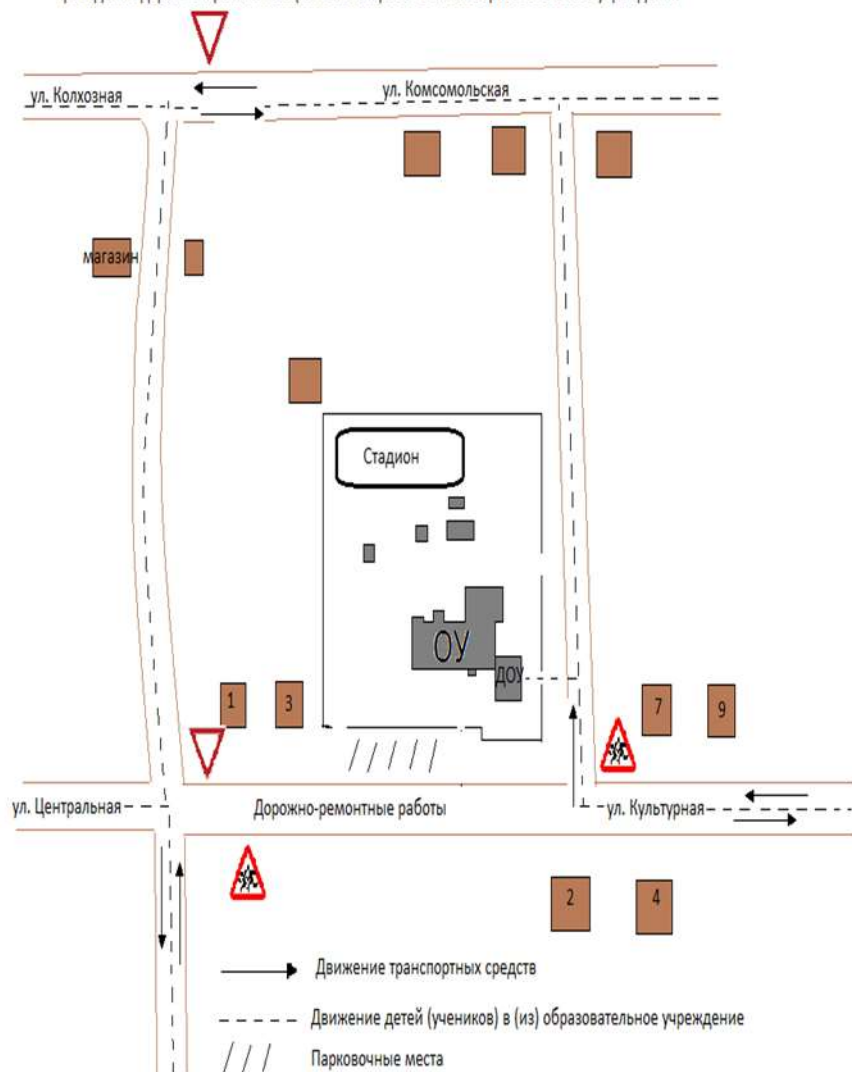 ул. Колхозная
ул. Комсомольская
магазин
Стадион
ОУ
ДОУ
1
3
7
9
ул. Центральная
Дорожно-ремонтные работы
ул. Культурная
2
4
Движение транспортных средств
Движение детей (учеников) в (из) образовательное учреждение
Парковочные места